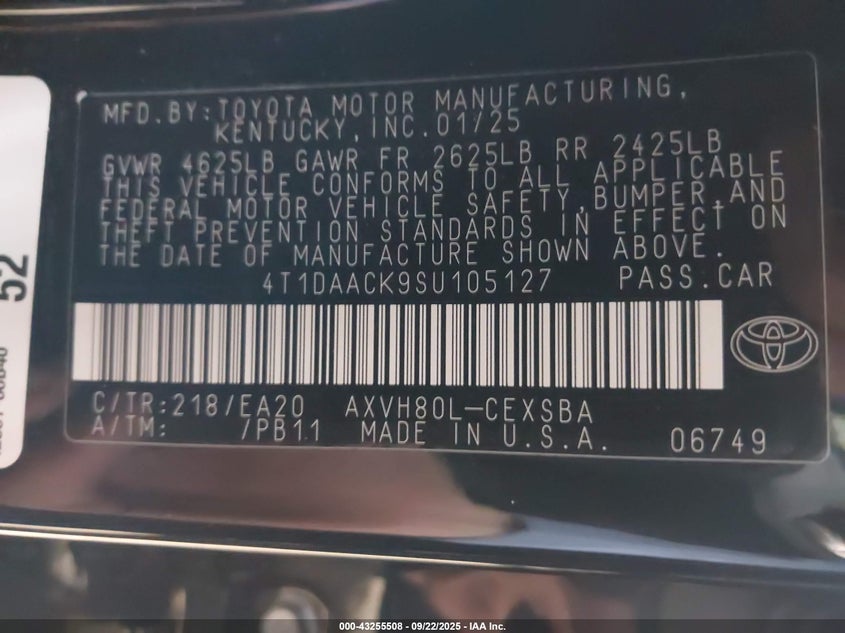 MFD.BY:TOYOTA MOTOR MANUFACTURING,
KENTUCKY,INC.01/25
GVWR 4625LB GAWR FR 2625LB RR 2425LB
THIS VEHICLE CONFORMS TO ALL APPLICABLE
FEDERAL MOTOR VEHICLE SAFETY,BUMPER,AND
THEFT PREVENTION STANDARDS IN EFFECT ON
THE DATE OF MANUFACTURE SHOWN ABOVE.
4T1DAACK9SU105127 PASS.CAR
C/TR:218/EA20 AXVH80L-CEXSBA
A/TM: /PB11 MADE IN U.S.A. 06749
52
000-43255508 - 09/22/2025 - IAA Inc.